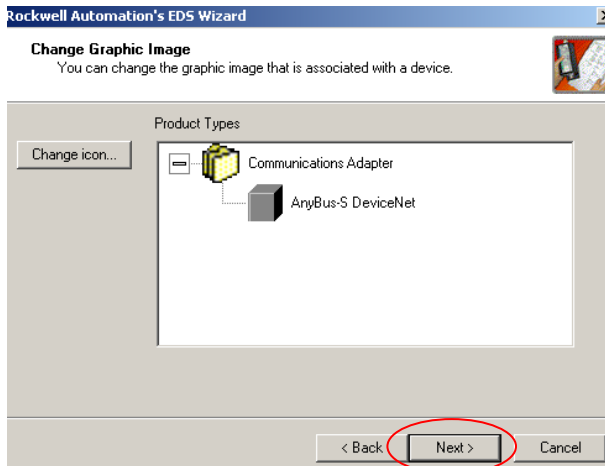 Rockwell Automation's EDS Wizard
Change Graphic Image
You can change the graphic image that is associated with a device.
Product Types
Change icon...
Communications Adapter
AnyBus-S DeviceNet
< Back
Next >
Cancel